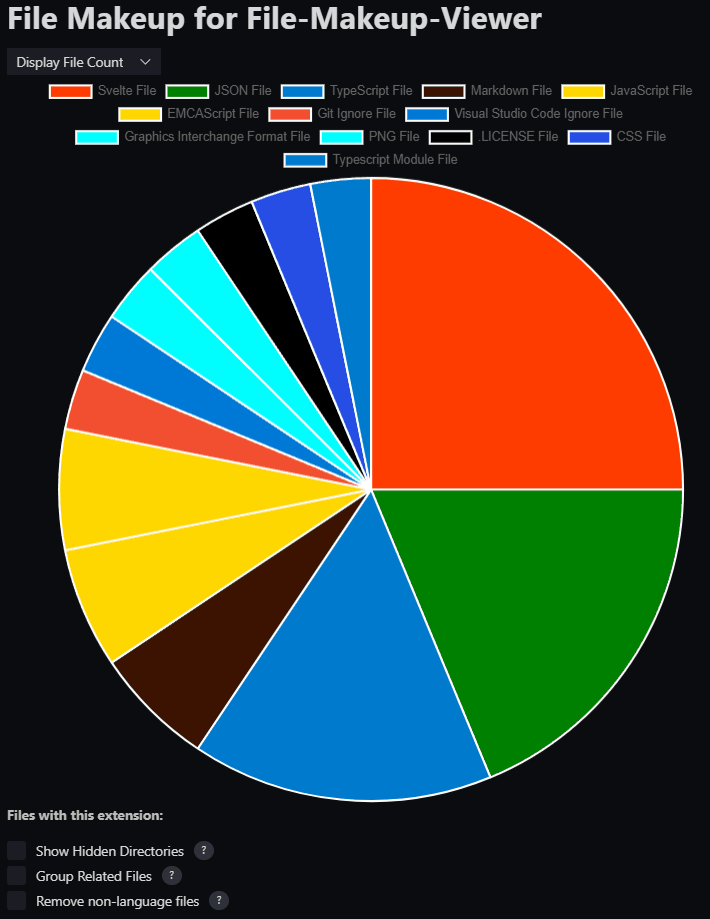 File Makeup for File-Makeup-Viewer
Display File Count
Svelte File JSON File TypeScript File Markdown File JavaScript File
EMCAScript File Git Ignore File Visual Studio Code Ignore File
Graphics Interchange Format File PNG File .LICENSE File CSS File
Typescript Module File
Files with this extension:
Show Hidden Directories ?
Group Related Files ?
Remove non-language files ?